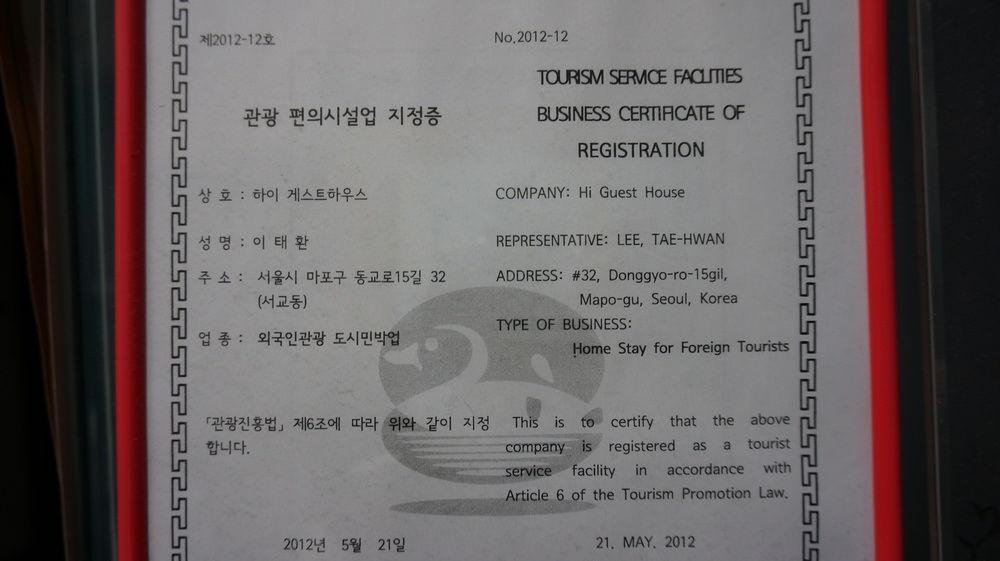 제2012-12호
관광 편의시설업 지정증
상 호 : 하이 게스트하우스
성 명 : 이 태 환
주 소 : 서울시 마포구 동교로15길 32
(서교동)
업 종 : 외국인관광 도시민박업
「관광진흥법」 제6조에 따라 위와 같이 지정
합니다.
2012년 5월 21일
No.2012-12
TOURISM SERVICE FACILITIES
BUSINESS CERTIFICATE OF
REGISTRATION
COMPANY: Hi Guest House
REPRESENTATIVE: LEE, TAE-HWAN
ADDRESS: #32, Donggyo-ro-15gil,
Mapo-gu, Seoul, Korea
TYPE OF BUSINESS:
Home Stay for Foreign Tourists
This is to certify that the above
company is registered as a tourist
service facility in accordance with
Article 6 of the Tourism Promotion Law.
21. MAY. 2012